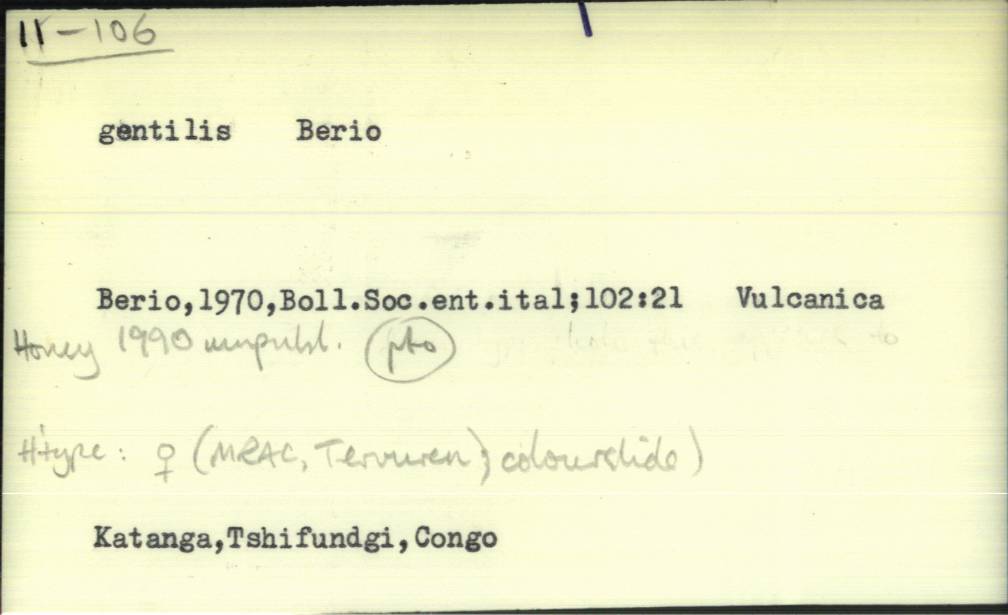 11-106
gentilis Berio
Berio,1970,Boll.Soc.ent.ital;102:21 Vulcanica
Honey 1990 unpubl. pto
H'type: ♀ (MRAC, Tervuren; colourslide)
Katanga,Tshifundgi,Congo